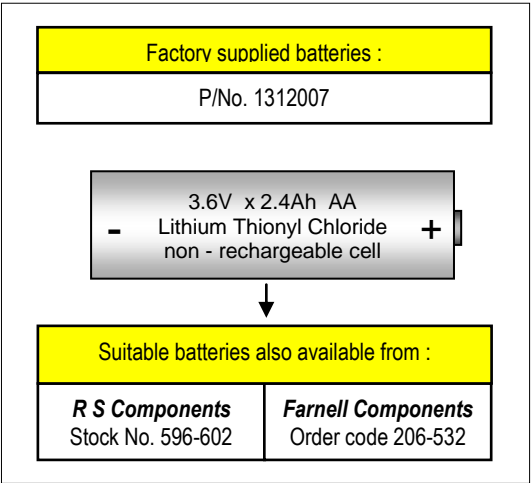 Factory supplied batteries :
P/No. 1312007
3.6V x 2.4Ah AA
- Lithium Thionyl Chloride +
non - rechargeable cell
Suitable batteries also available from :
R S Components
Stock No. 596-602
Farnell Components
Order code 206-532